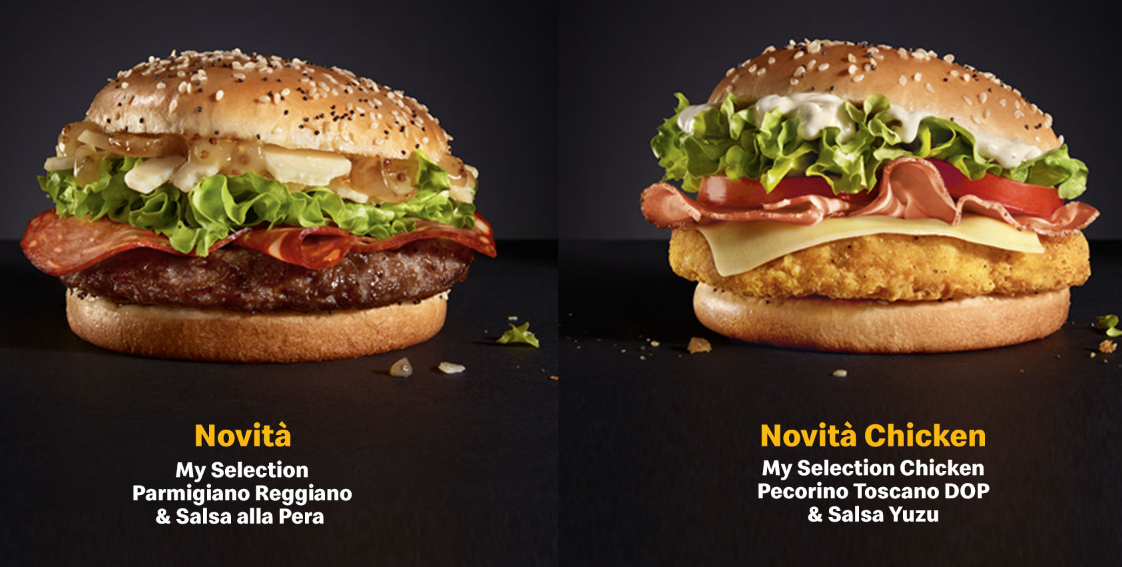 Novità
My Selection
Parmigiano Reggiano
& Salsa alla Pera
Novità Chicken
My Selection Chicken
Pecorino Toscano DOP
& Salsa Yuzu